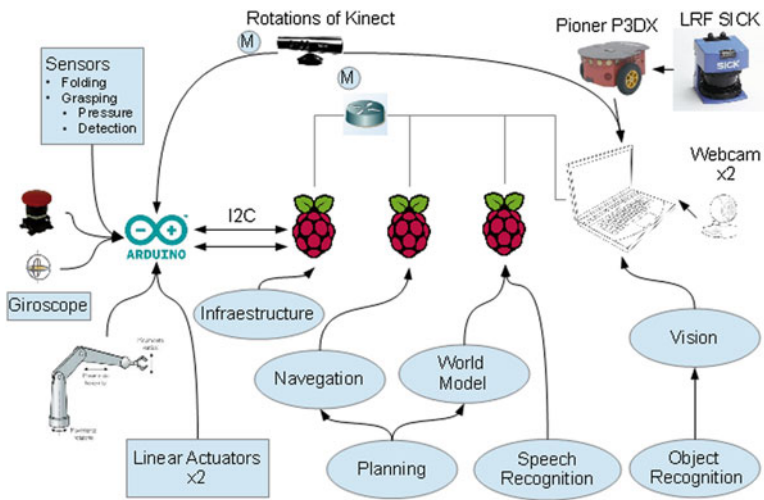 Rotations of Kinect
M
M
Pioner P3DX
LRF SICK
SICK
Sensors
• Folding
• Grasping
• Pressure
• Detection
Webcam
x2
I2C
ARDUINO
Giroscope
Infraestructure
Navegation
World
Model
Vision
Linear Actuators
x2
Planning
Speech
Recognition
Object
Recognition